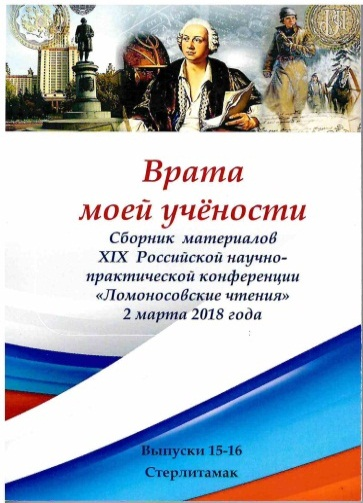 Врата
моей учёности
Сборник материалов
XIX Российской научно-
практической конференции
«Ломоносовские чтения»
2 марта 2018 года
Выпуски 15-16
Стерлитамак